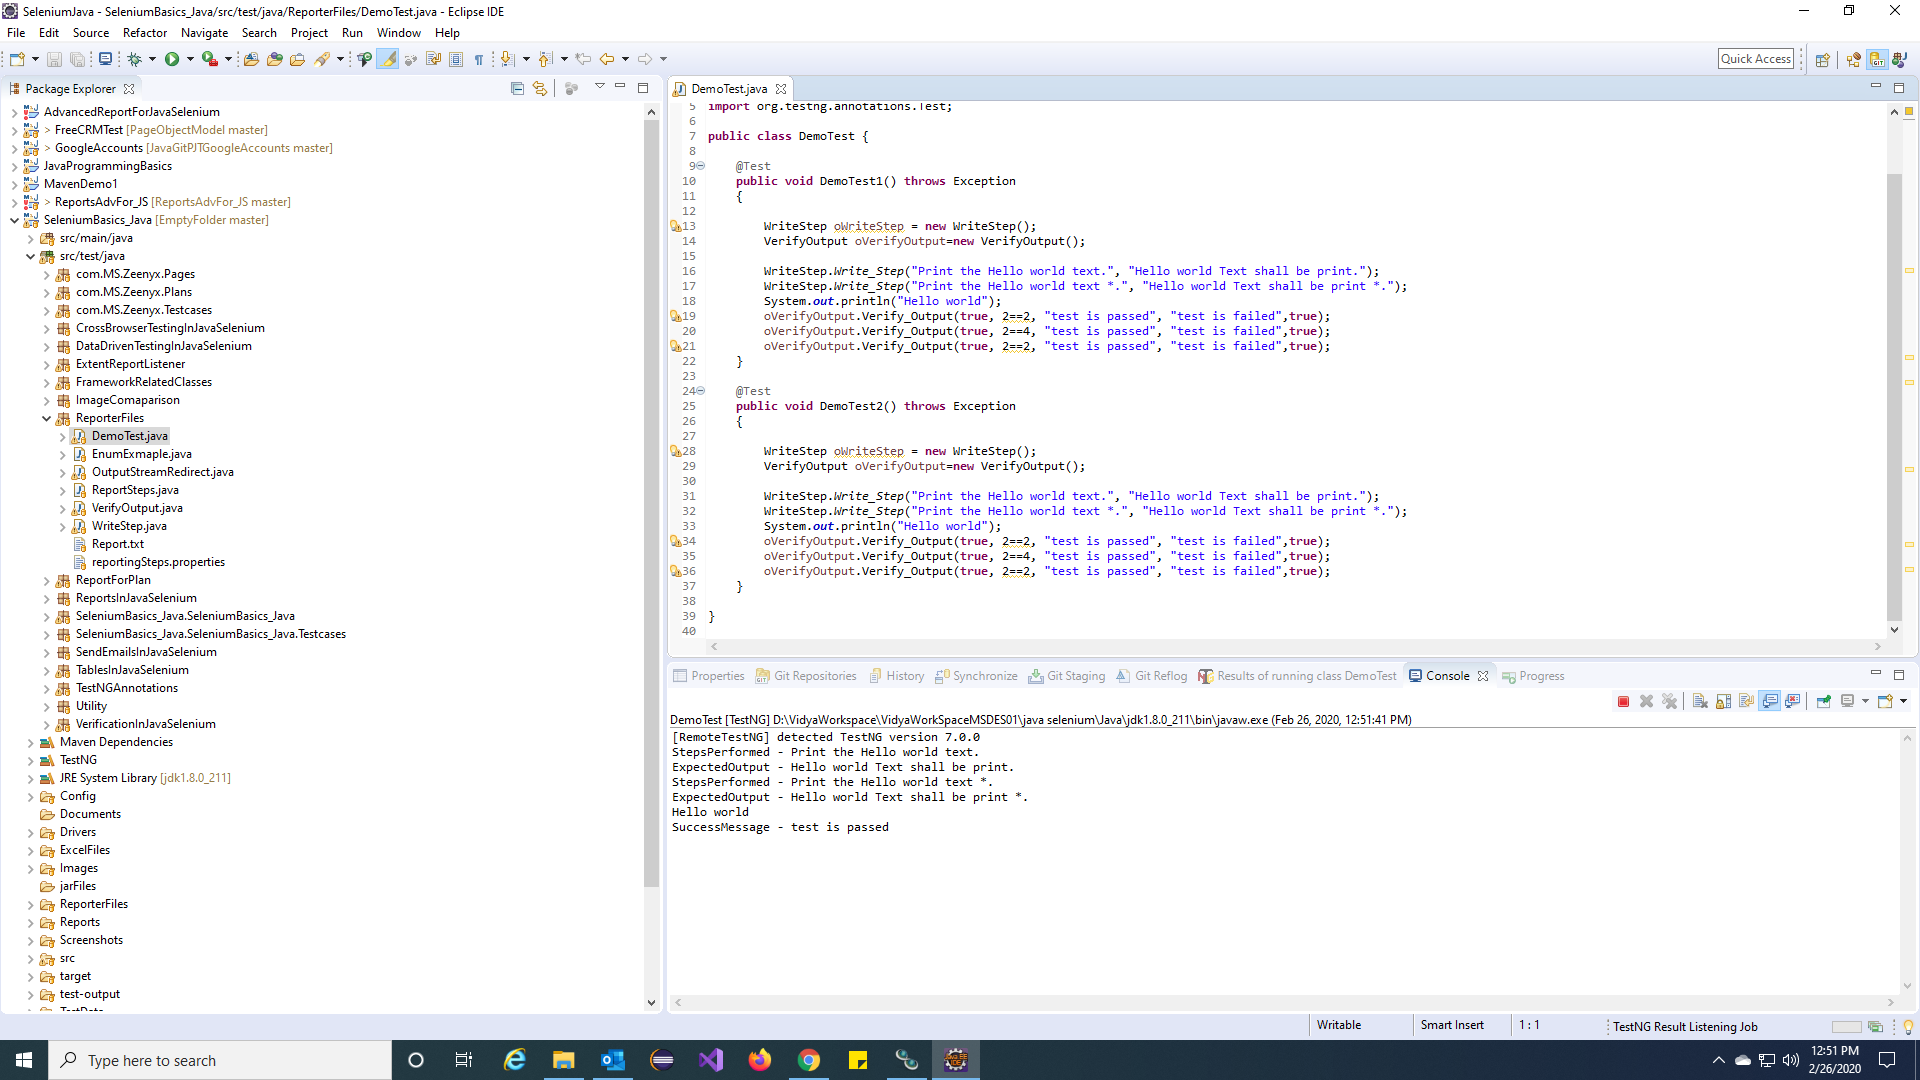 SeleniumJava - SeleniumBasics_Java/src/test/java/ReporterFiles/DemoTest.java - Eclipse IDE
File Edit Source Refactor Navigate Search Project Run Window Help
Quick Access
Package Explorer
AdvancedReportForJavaSelenium
> FreeCRMTest [PageObjectModel master]
> GoogleAccounts [JavaGitPJTGoogleAccounts master]
JavaProgrammingBasics
MavenDemo1
> ReportsAdvFor_JS [ReportsAdvFor_JS master]
SeleniumBasics_Java [EmptyFolder master]
src/main/java
src/test/java
com.MS.Zeenyx.Pages
com.MS.Zeenyx.Plans
com.MS.Zeenyx.Testcases
CrossBrowserTestingInJavaSelenium
DataDrivenTestingInJavaSelenium
ExtentReportListener
FrameworkRelatedClasses
ImageComaparison
ReporterFiles
DemoTest.java
EnumExmaple.java
OutputStreamRedirect.java
ReportSteps.java
VerifyOutput.java
WriteStep.java
Report.txt
reportingSteps.properties
ReportForPlan
ReportsInJavaSelenium
SeleniumBasics_Java.SeleniumBasics_Java
SeleniumBasics_Java.SeleniumBasics_Java.Testcases
SendEmailsInJavaSelenium
TablesInJavaSelenium
TestNGAnnotations
Utility
VerificationInJavaSelenium
Maven Dependencies
TestNG
JRE System Library [jdk1.8.0_211]
Config
Documents
Drivers
ExcelFiles
Images
jarFiles
ReporterFiles
Reports
Screenshots
src
target
test-output
TestData
DemoTest.java
5 import org.testng.annotations.Test;
6
7 public class DemoTest {
8
9 @Test
10 public void DemoTest1() throws Exception
11 {
12
13 WriteStep oWriteStep = new WriteStep();
14 VerifyOutput oVerifyOutput=new VerifyOutput();
15
16 WriteStep.Write_Step("Print the Hello world text.", "Hello world Text shall be print.");
17 WriteStep.Write_Step("Print the Hello world text *.", "Hello world Text shall be print *.");
18 System.out.println("Hello world");
19 oVerifyOutput.Verify_Output(true, 2==2, "test is passed", "test is failed",true);
20 oVerifyOutput.Verify_Output(true, 2==4, "test is passed", "test is failed",true);
21 oVerifyOutput.Verify_Output(true, 2==2, "test is passed", "test is failed",true);
22 }
23
24 @Test
25 public void DemoTest2() throws Exception
26 {
27
28 WriteStep oWriteStep = new WriteStep();
29 VerifyOutput oVerifyOutput=new VerifyOutput();
30
31 WriteStep.Write_Step("Print the Hello world text.", "Hello world Text shall be print.");
32 WriteStep.Write_Step("Print the Hello world text *.", "Hello world Text shall be print *.");
33 System.out.println("Hello world");
34 oVerifyOutput.Verify_Output(true, 2==2, "test is passed", "test is failed",true);
35 oVerifyOutput.Verify_Output(true, 2==4, "test is passed", "test is failed",true);
36 oVerifyOutput.Verify_Output(true, 2==2, "test is passed", "test is failed",true);
37 }
38
39 }
40
Properties Git Repositories History Synchronize Git Staging Git Reflog Results of running class DemoTest Console Progress
DemoTest [TestNG] D:\VidyaWorkspace\VidyaWorkSpaceMSDES01\java selenium\Java\jdk1.8.0_211\bin\javaw.exe (Feb 26, 2020, 12:51:41 PM)
[RemoteTestNG] detected TestNG version 7.0.0
StepsPerformed - Print the Hello world text.
ExpectedOutput - Hello world Text shall be print.
StepsPerformed - Print the Hello world text *.
ExpectedOutput - Hello world Text shall be print *.
Hello world
SuccessMessage - test is passed
Writable Smart Insert 1 : 1 TestNG Result Listening Job
Type here to search
12:51 PM
2/26/2020